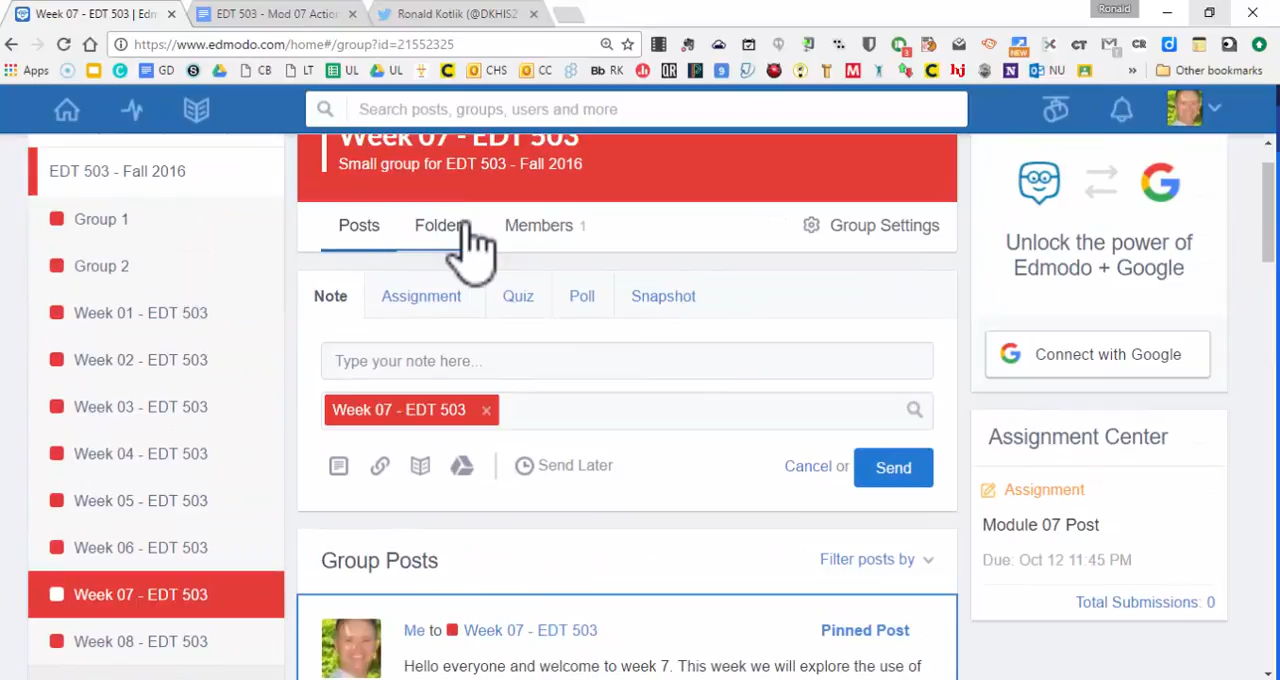 Week 07 - EDT 503 | Edm
EDT 503 - Mod 07 Action
Ronald Kotlik (@DKHIS2
Ronald
https://www.edmodo.com/home#/group?id=21552325
Apps GD CB LT UL UL CHS CC Bb RK QR 9 M hj N NU Other bookmarks
Search posts, groups, users and more
EDT 503 - Fall 2016
Group 1
Group 2
Week 01 - EDT 503
Week 02 - EDT 503
Week 03 - EDT 503
Week 04 - EDT 503
Week 05 - EDT 503
Week 06 - EDT 503
Week 07 - EDT 503
Week 08 - EDT 503
Week 07 - EDT 503
Small group for EDT 503 - Fall 2016
Posts Folder Members 1 Group Settings
Note Assignment Quiz Poll Snapshot
Type your note here...
Week 07 - EDT 503 ×
Send Later Cancel or Send
Group Posts Filter posts by
Me to Week 07 - EDT 503 Pinned Post
Hello everyone and welcome to week 7. This week we will explore the use of
Unlock the power of
Edmodo + Google
Connect with Google
Assignment Center
Assignment
Module 07 Post
Due: Oct 12 11:45 PM
Total Submissions: 0